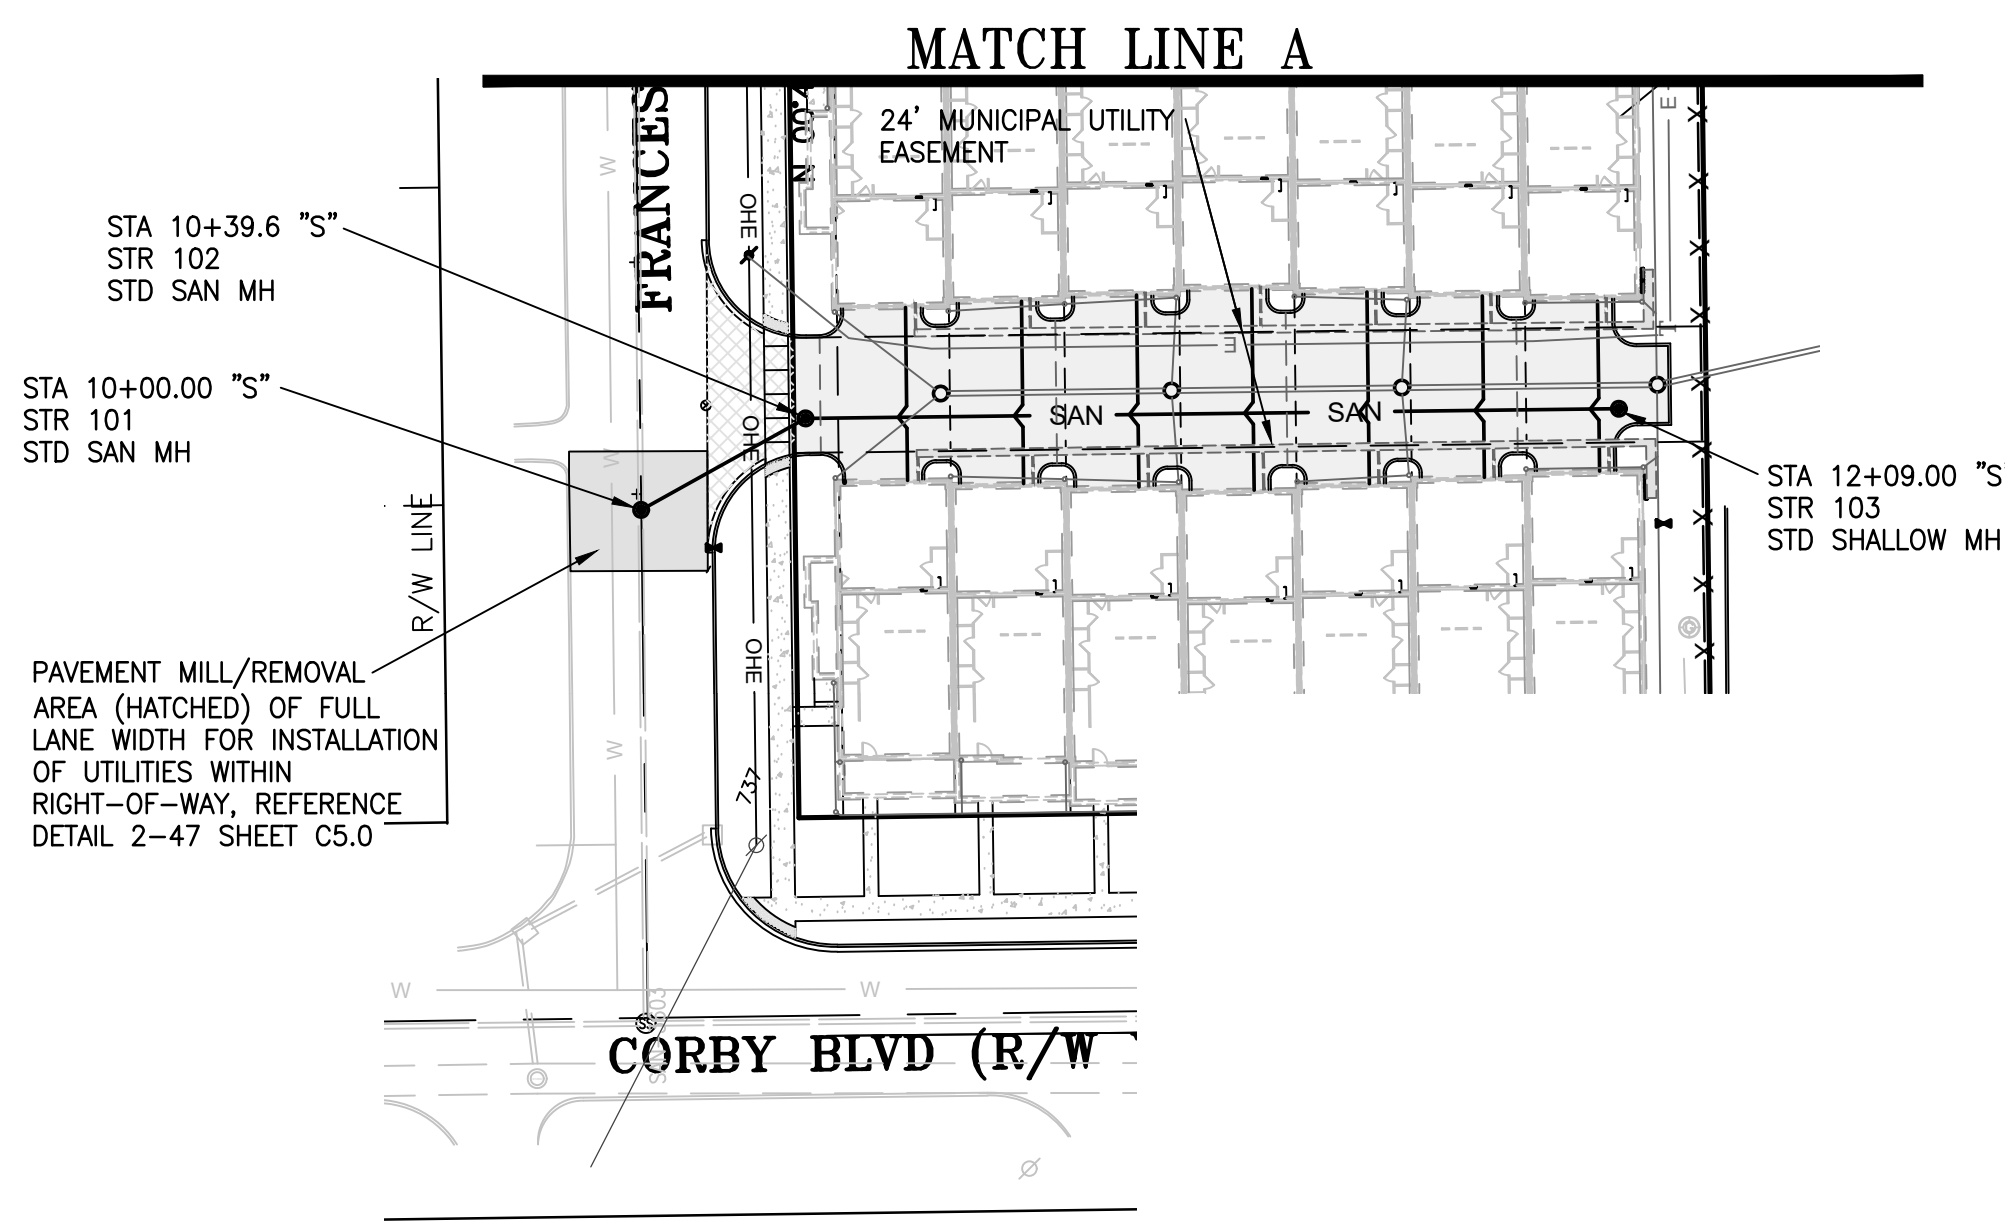 MATCH LINE A
24' MUNICIPAL UTILITY
EASEMENT
FRANCES
E
W
OHE
STA 10+39.6 "S"
STR 102
STD SAN MH
STA 10+00.00 "S"
STR 101
STD SAN MH
E
SAN
SAN
OHE
W
STA 12+09.00 "S"
STR 103
STD SHALLOW MH
R/W LINE
OHE
W
737
PAVEMENT MILL/REMOVAL
AREA (HATCHED) OF FULL
LANE WIDTH FOR INSTALLATION
OF UTILITIES WITHIN
RIGHT-OF-WAY, REFERENCE
DETAIL 2-47 SHEET C5.0
W
W
SS
CORBY BLVD (R/W